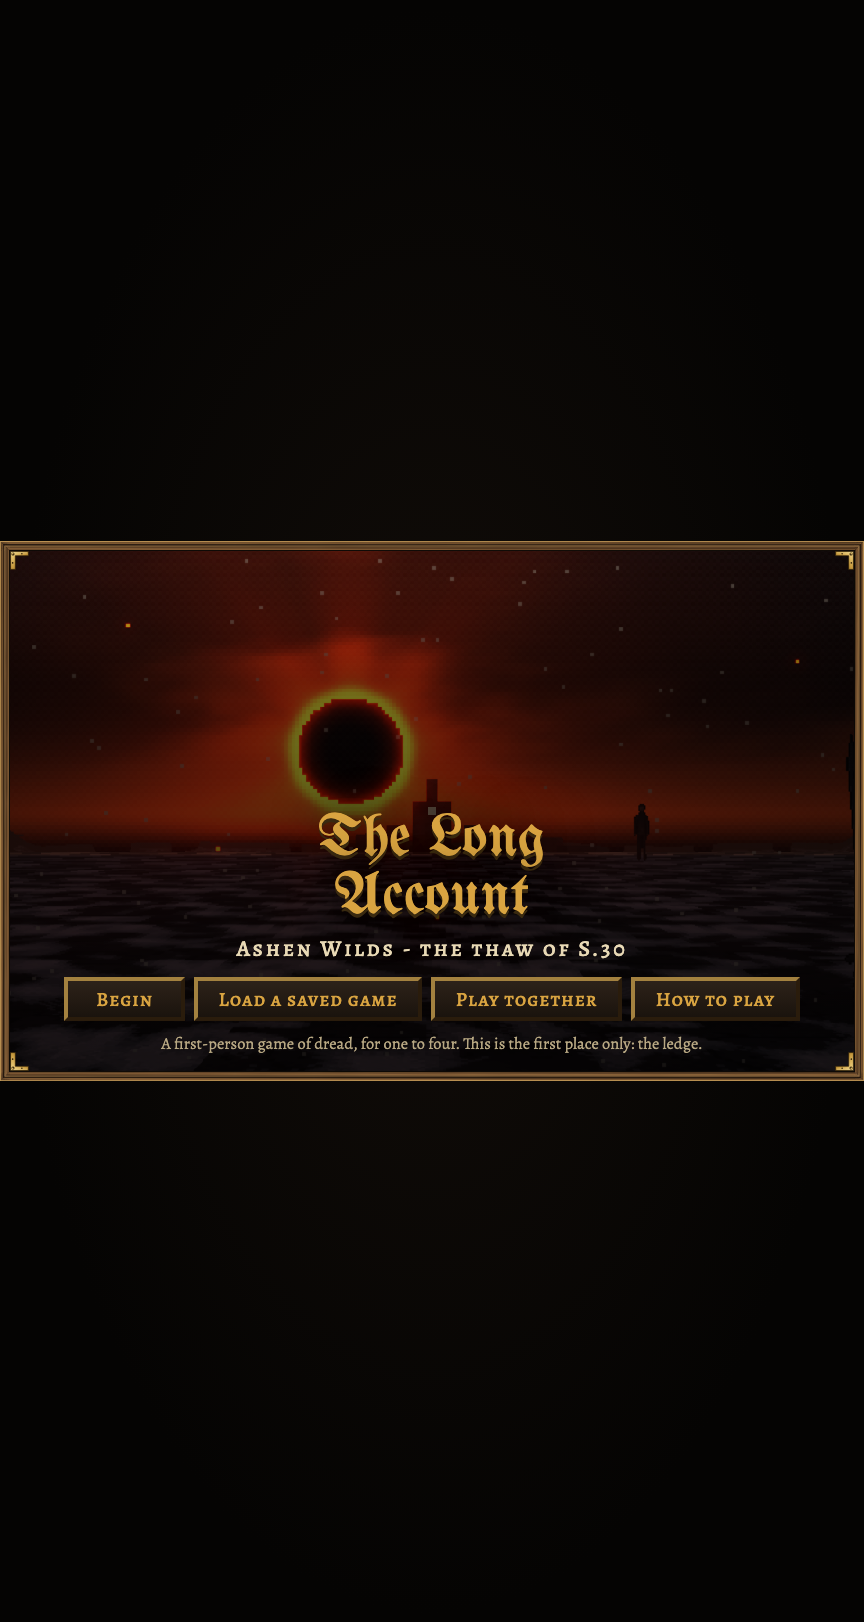 The Long
Account
Ashen Wilds - the thaw of S.30
Begin
Load a saved game
Play together
How to play
A first-person game of dread, for one to four. This is the first place only: the ledge.